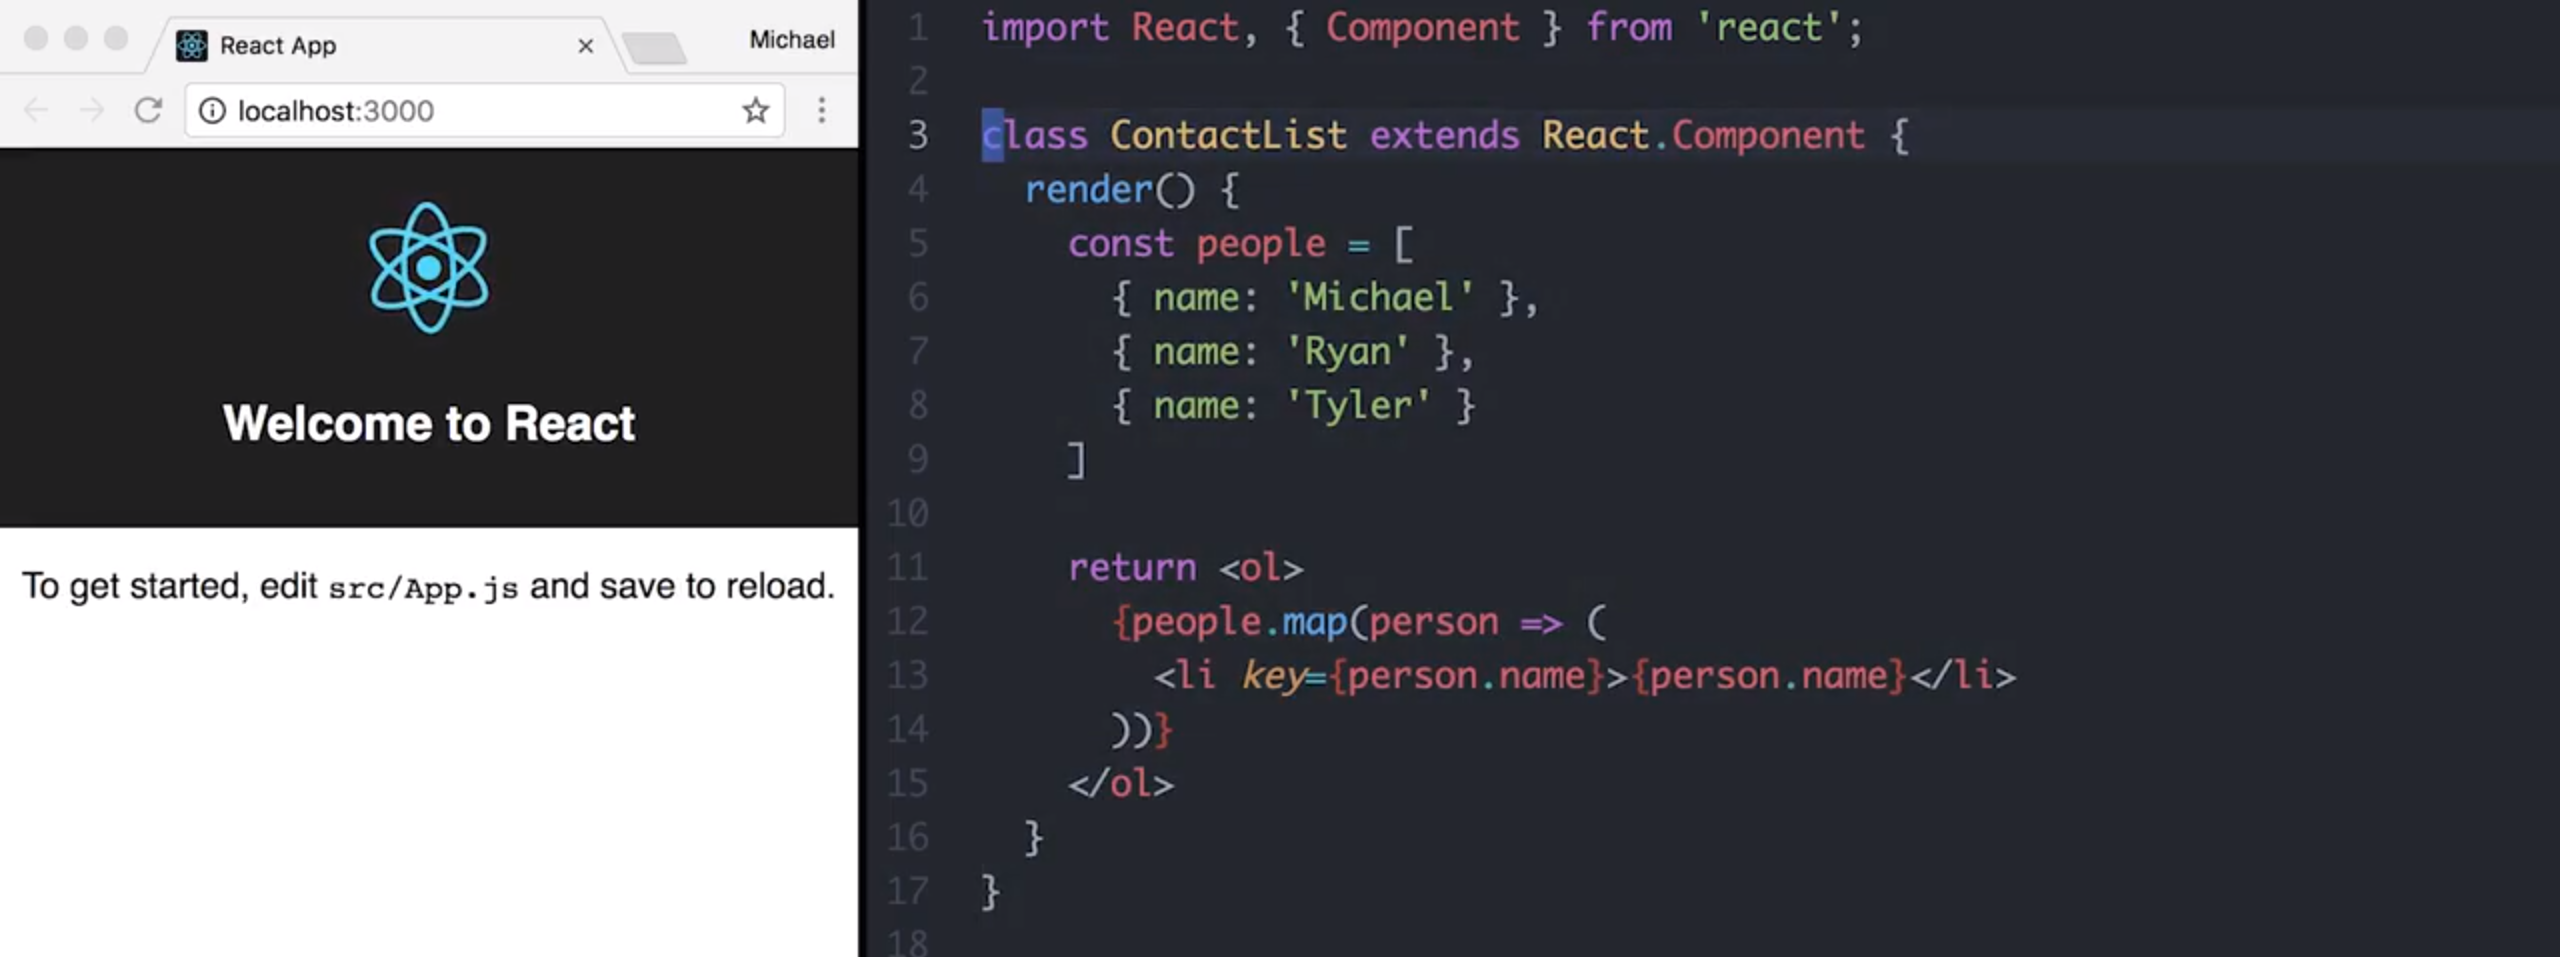 React App
Michael
localhost:3000
Welcome to React
To get started, edit src/App.js and save to reload.
1 import React, { Component } from 'react';
2
3 class ContactList extends React.Component {
4   render() {
5     const people = [
6       { name: 'Michael' },
7       { name: 'Ryan' },
8       { name: 'Tyler' }
9     ]
10
11     return <ol>
12       {people.map(person => (
13         <li key={person.name}>{person.name}</li>
14       ))}
15     </ol>
16   }
17 }
18